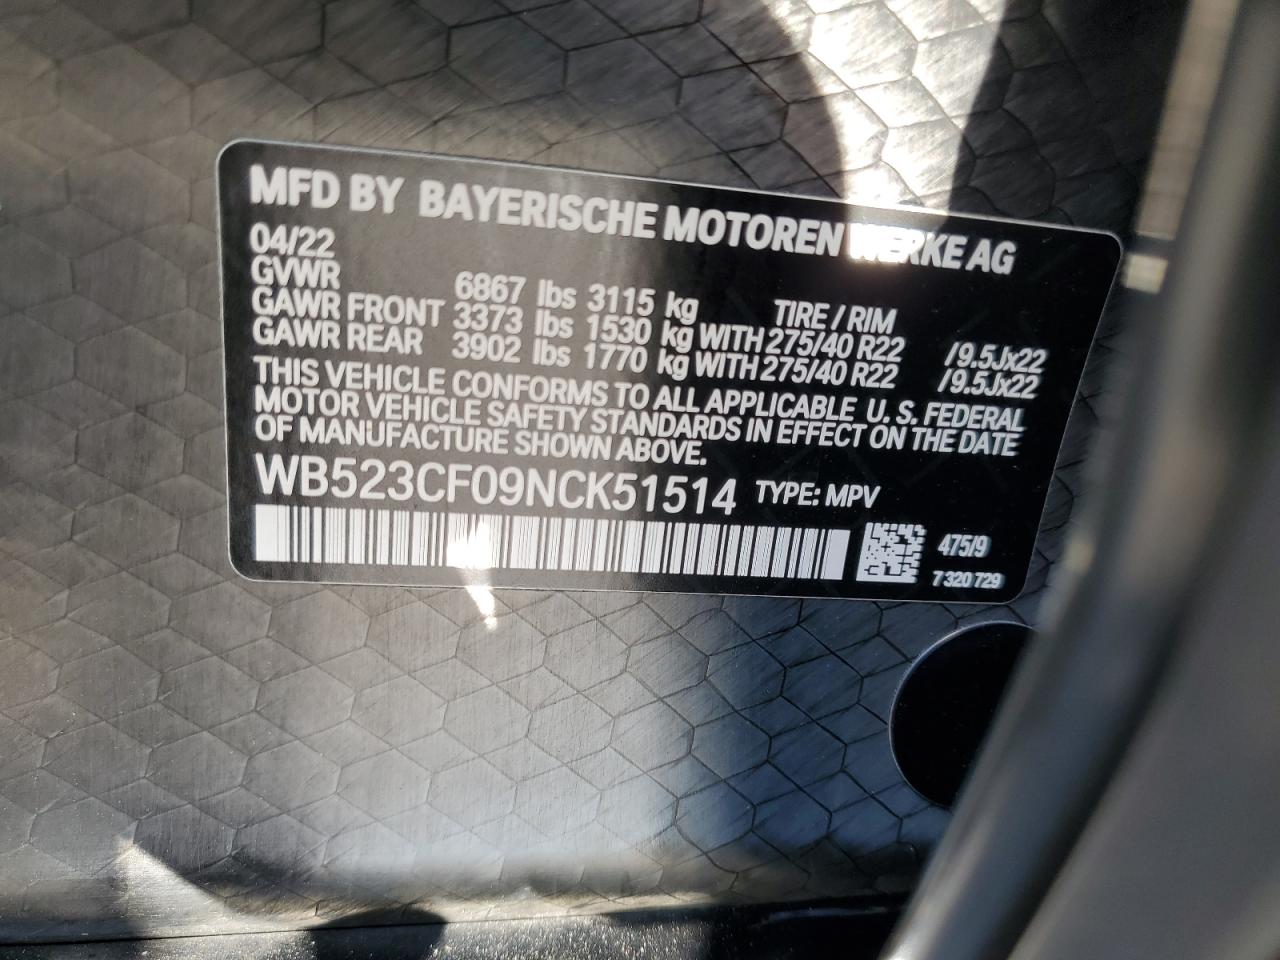 MFD BY BAYERISCHE MOTOREN WERKE AG
04/22
GVWR 6867 lbs 3115 kg TIRE / RIM
GAWR FRONT 3373 lbs 1530 kg WITH 275/40 R22 /9.5Jx22
GAWR REAR 3902 lbs 1770 kg WITH 275/40 R22 /9.5Jx22
THIS VEHICLE CONFORMS TO ALL APPLICABLE U. S. FEDERAL
MOTOR VEHICLE SAFETY STANDARDS IN EFFECT ON THE DATE
OF MANUFACTURE SHOWN ABOVE.
WB523CF09NCK51514 TYPE: MPV
475/9
7 320 729